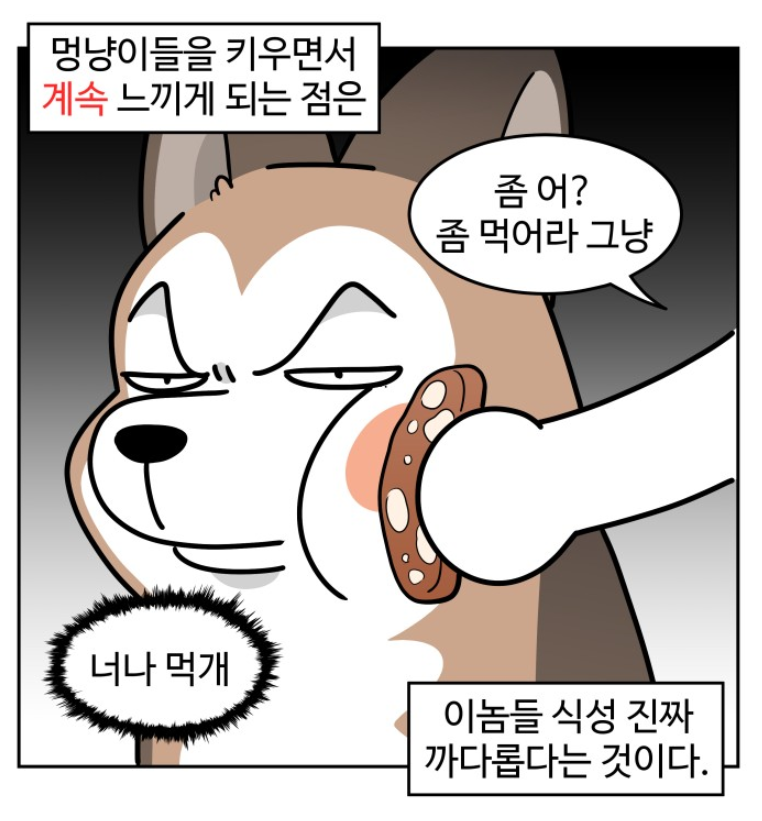 멍냥이들을 키우면서
계속 느끼게 되는 점은
좀 어?
좀 먹어라 그냥
너나 먹개
이놈들 식성 진짜
까다롭다는 것이다.